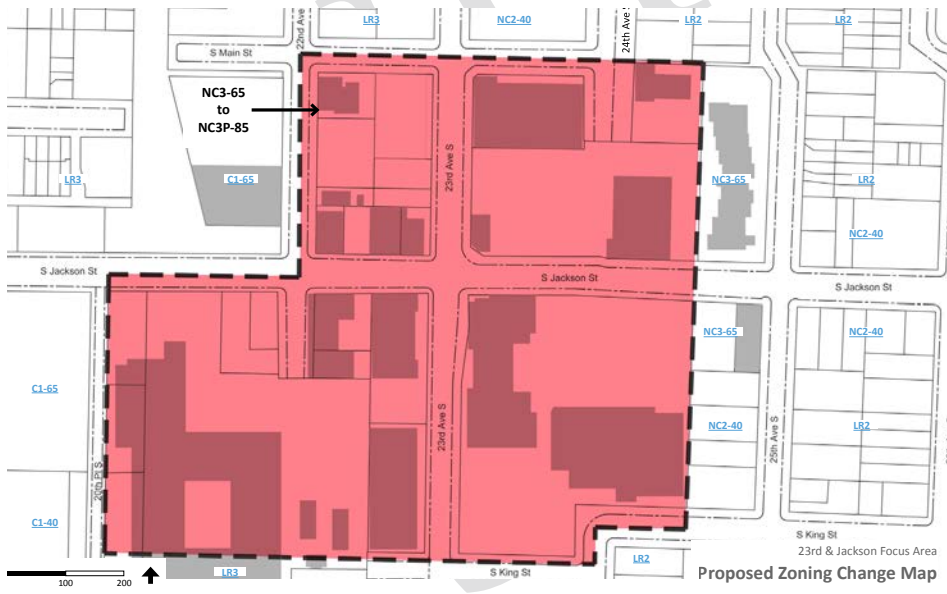 LR3
NC2-40
LR2
LR2
22nd Ave S
24th Ave S
S Main St
NC3-65
to
NC3P-85
LR3
C1-65
23rd Ave S
NC3-65
LR2
NC2-40
S Jackson St
S Jackson St
S Jackson St
NC3-65
NC2-40
C1-65
23rd Ave S
NC2-40
25th Ave S
LR2
20th Pl S
C1-40
S King St
LR3
S King St
LR2
100
200
23rd & Jackson Focus Area
Proposed Zoning Change Map